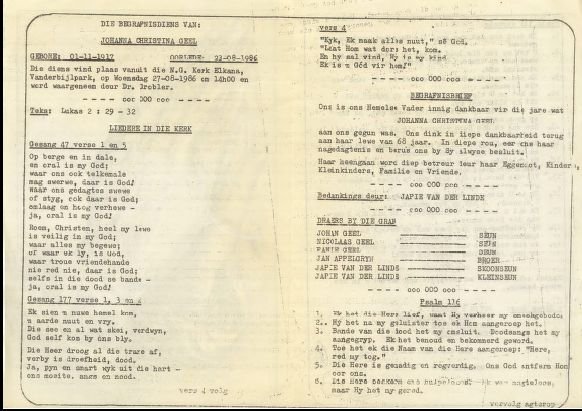 DIE BEGRAFNISDIENS VAN:
JOHANNA CHRISTINA GEEL
GEBORE: 01-11-1917 OORLEDE: 22-08-1986
Die diens vind plaas vanuit die N.G. Kerk Elkana,
Vanderbijlpark, op Woensdag 27-08-1986 om 14h00 en
word waargeneem deur Dr. Grobler.
- - - - ooo OOO ooo - - - - -
Teks: Lukas 2 : 29 - 32
LIEDERE IN DIE KERK
Gesang 47 verse 1 en 5
Op berge en in dale,
en oral is my God;
waar ons ook telkemale
mag swerwe, daar is God!
Waar ons gedagtes swewe
of styg, ook daar is God;
omlaag en hoog verhewe -
ja, oral is my God!
Roem, Christen, heel my lewe
is veilig in my God;
waar alles my begewe;
of waar ek ly, is God,
waar troue vriendehande
nie red nie, daar is God;
selfs in die dood se bande -
ja, oral is my God!
Gesang 177 verse 1, 3 en 4
Ek sien 'n nuwe hemel kom,
'n aarde nuut en vry.
Die see en al wat skei, verdwyn,
God self kom by ons bly.
Die Heer droog al die trane af,
verby is droefheid, dood.
Ja, pyn en smart wyk uit die hart -
ons moeite, angs en nood.
vers 4 volg
vers 4
"Kyk, Ek maak alles nuut," sê God.
"Laat hom wat dors het, kom.
En hy sal vind, Hy is my kind
Ek is 'n God vir hom!"
- - - - - ooo OOO ooo - - - - -
BEGRAFNISBRIEF
Ons is ons Hemelse Vader innig dankbaar vir die jare wat
JOHANNA CHRISTINA GEEL
aan ons gegun was. Ons dink in diepe dankbaarheid terug
aan haar lewe van 68 jaar. In diepe rou, eer ons haar
nagedagtenis en berus ons by Sy alwyse besluit.
Haar heengaan word diep betreur deur haar Eggenoot, Kinders,
Kleinkinders, Familie en Vriende.
- - - - ooo OOO ooo - - - - -
Bedankings deur: JAPIE VAN DER LINDE
- - - - ooo OOO ooo - - - - -
DRAERS BY DIE GRAF
JOHAN GEEL SEUN
NICOLAAS GEEL SEUN
FANIE GEEL SEUN
JAN APPELGRYN BROER
JAPIE VAN DER LINDE SKOONSEUN
JAPIE VAN DER LINDE KLEINSEUN
- - - - ooo OOO ooo - - - - -
Psalm 116
1. Ek het die Here lief, want Hy verhoor my smeekgebede;
2. Hy het na my geluister toe ek Hom aangeroep het.
3. Bande van die dood het my omsluit. Doodsangs het my
aangegryp. Ek het benoud en bekommerd geword.
4. Toe het ek die Naam van die Here aangeroep: "Here,
red my tog."
5. Die Here is genadig en regverdig. Ons God ontferm Hom
oor ons.
6. Die Here beskerm die hulpelose. Ek was magteloos,
maar Hy het my gered.
vervolg agterop